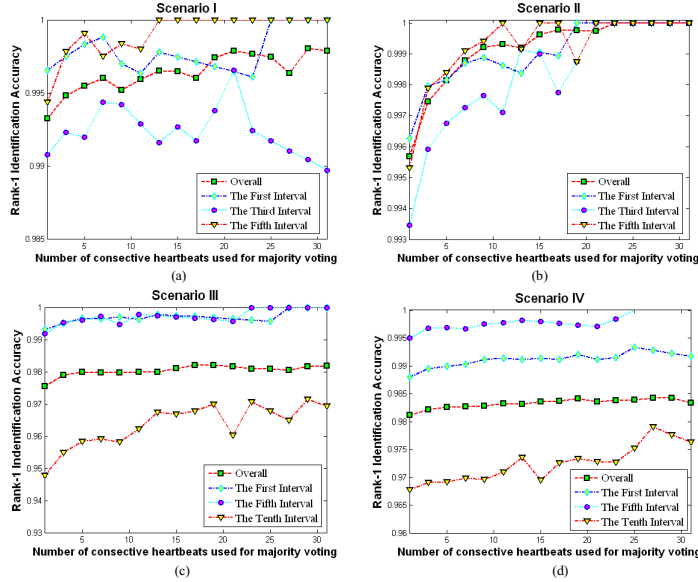 Scenario I
Rank-1 Identification Accuracy
1
0.995
0.99
0.985
5 10 15 20 25 30
Overall
The First Interval
The Third Interval
The Fifth Interval
Number of consective heartbeats used for majority voting
(a)
Scenario II
Rank-1 Identification Accuracy
1
0.999
0.998
0.997
0.996
0.995
0.994
0.993
5 10 15 20 25 30
Overall
The First Interval
The Third Interval
The Fifth Interval
Number of consective heartbeats used for majority voting
(b)
Scenario III
Rank-1 Indentification Accuracy
1
0.99
0.98
0.97
0.96
0.95
0.94
0.93
5 10 15 20 25 30
Overall
The First Interval
The Fifth Interval
The Tenth Interval
Number of consective heartbeats used for majority voting
(c)
Scenario IV
Rank-1 Identification Accuracy
1
0.995
0.99
0.985
0.98
0.975
0.97
0.965
0.96
5 10 15 20 25 30
Overall
The First Interval
The Fifth Interval
The Tenth Interval
Number of consective heartbeats used for majority voting
(d)